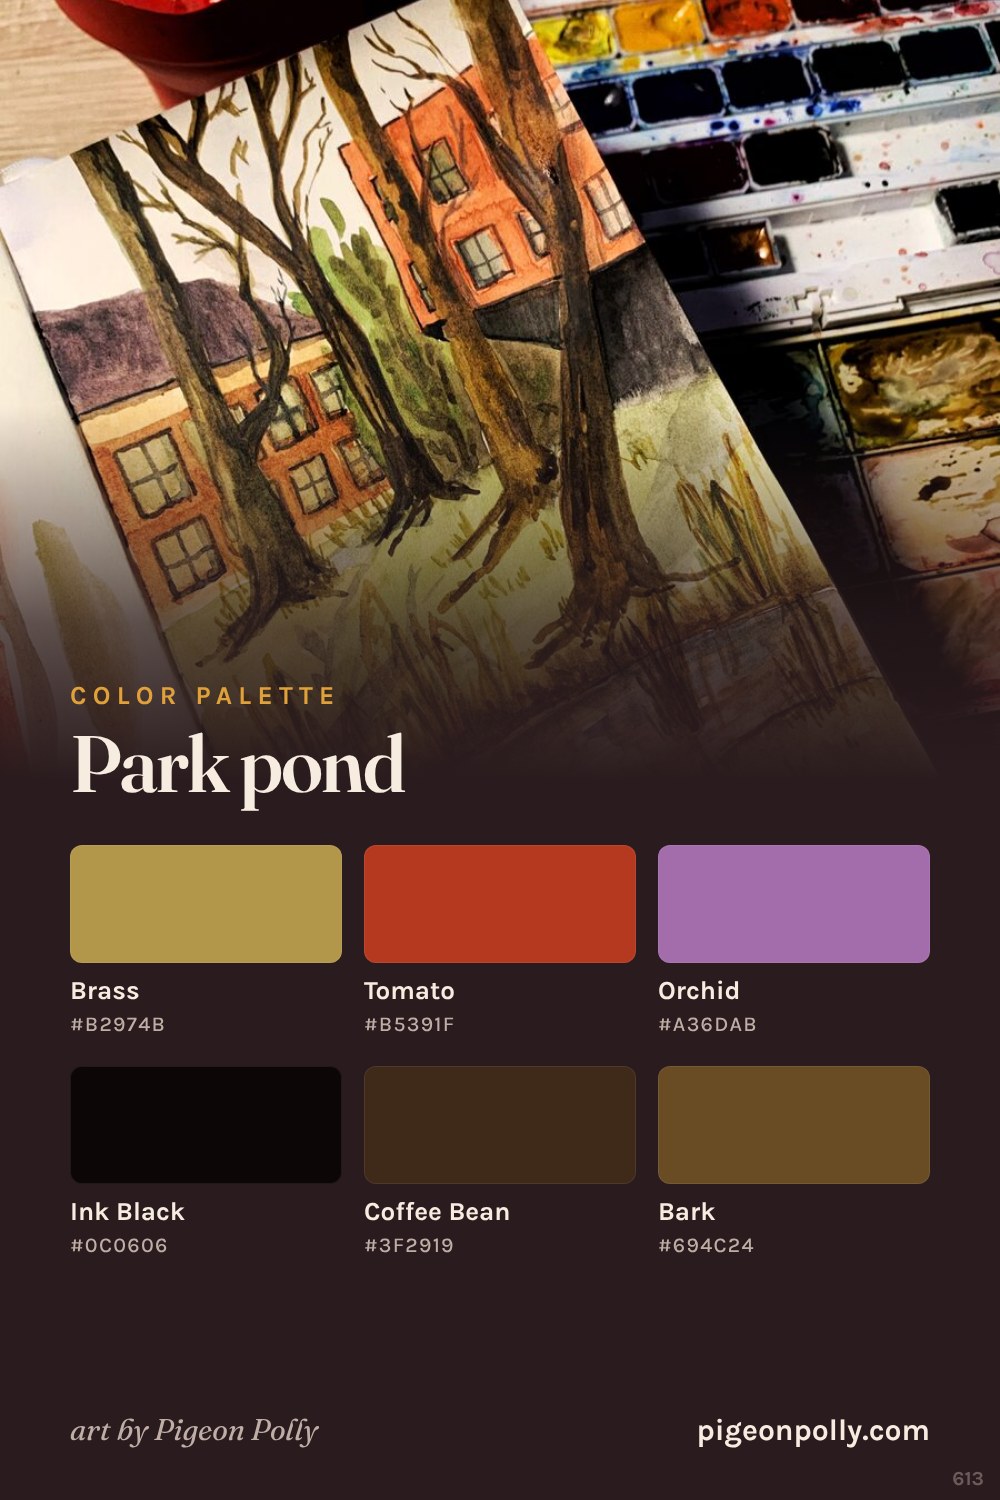 COLOR PALETTE
Park pond
Brass
#B2974B
Tomato
#B5391F
Orchid
#A36DAB
Ink Black
#0C0606
Coffee Bean
#3F2919
Bark
#694C24
art by Pigeon Polly
pigeonpolly.com
613